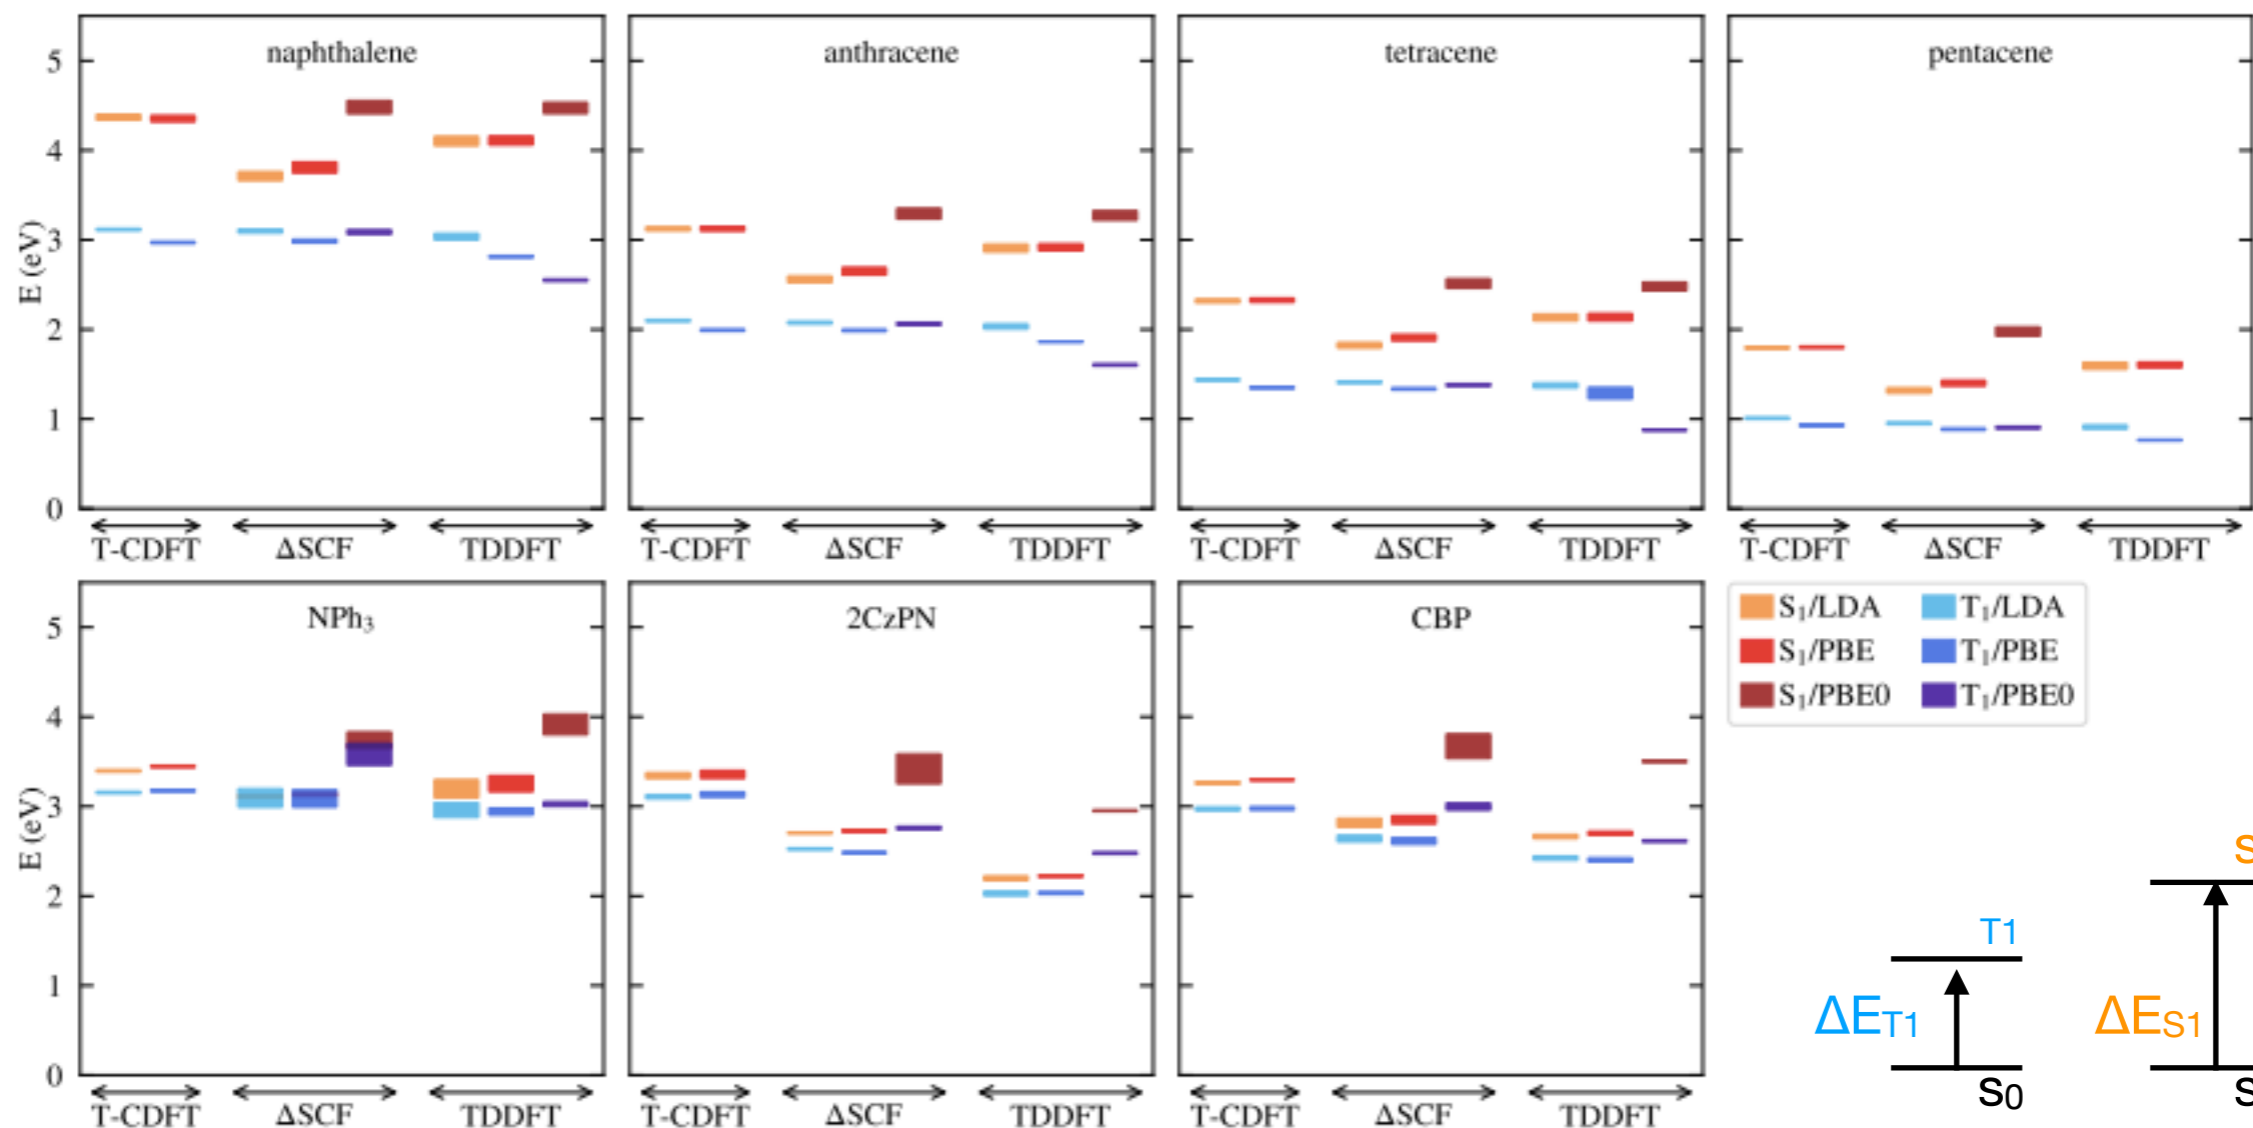 naphthalene
anthracene
tetracene
pentacene
5
4
3
2
1
0
E (eV)
T-CDFT ΔSCF TDDFT
T-CDFT ΔSCF TDDFT
T-CDFT ΔSCF TDDFT
T-CDFT ΔSCF TDDFT
NPh₃
2CzPN
CBP
5
4
3
2
1
0
E (eV)
T-CDFT ΔSCF TDDFT
T-CDFT ΔSCF TDDFT
T-CDFT ΔSCF TDDFT
S₁/LDA T₁/LDA
S₁/PBE T₁/PBE
S₁/PBE0 T₁/PBE0
S
T1
ΔET1 ΔES1
S0 S